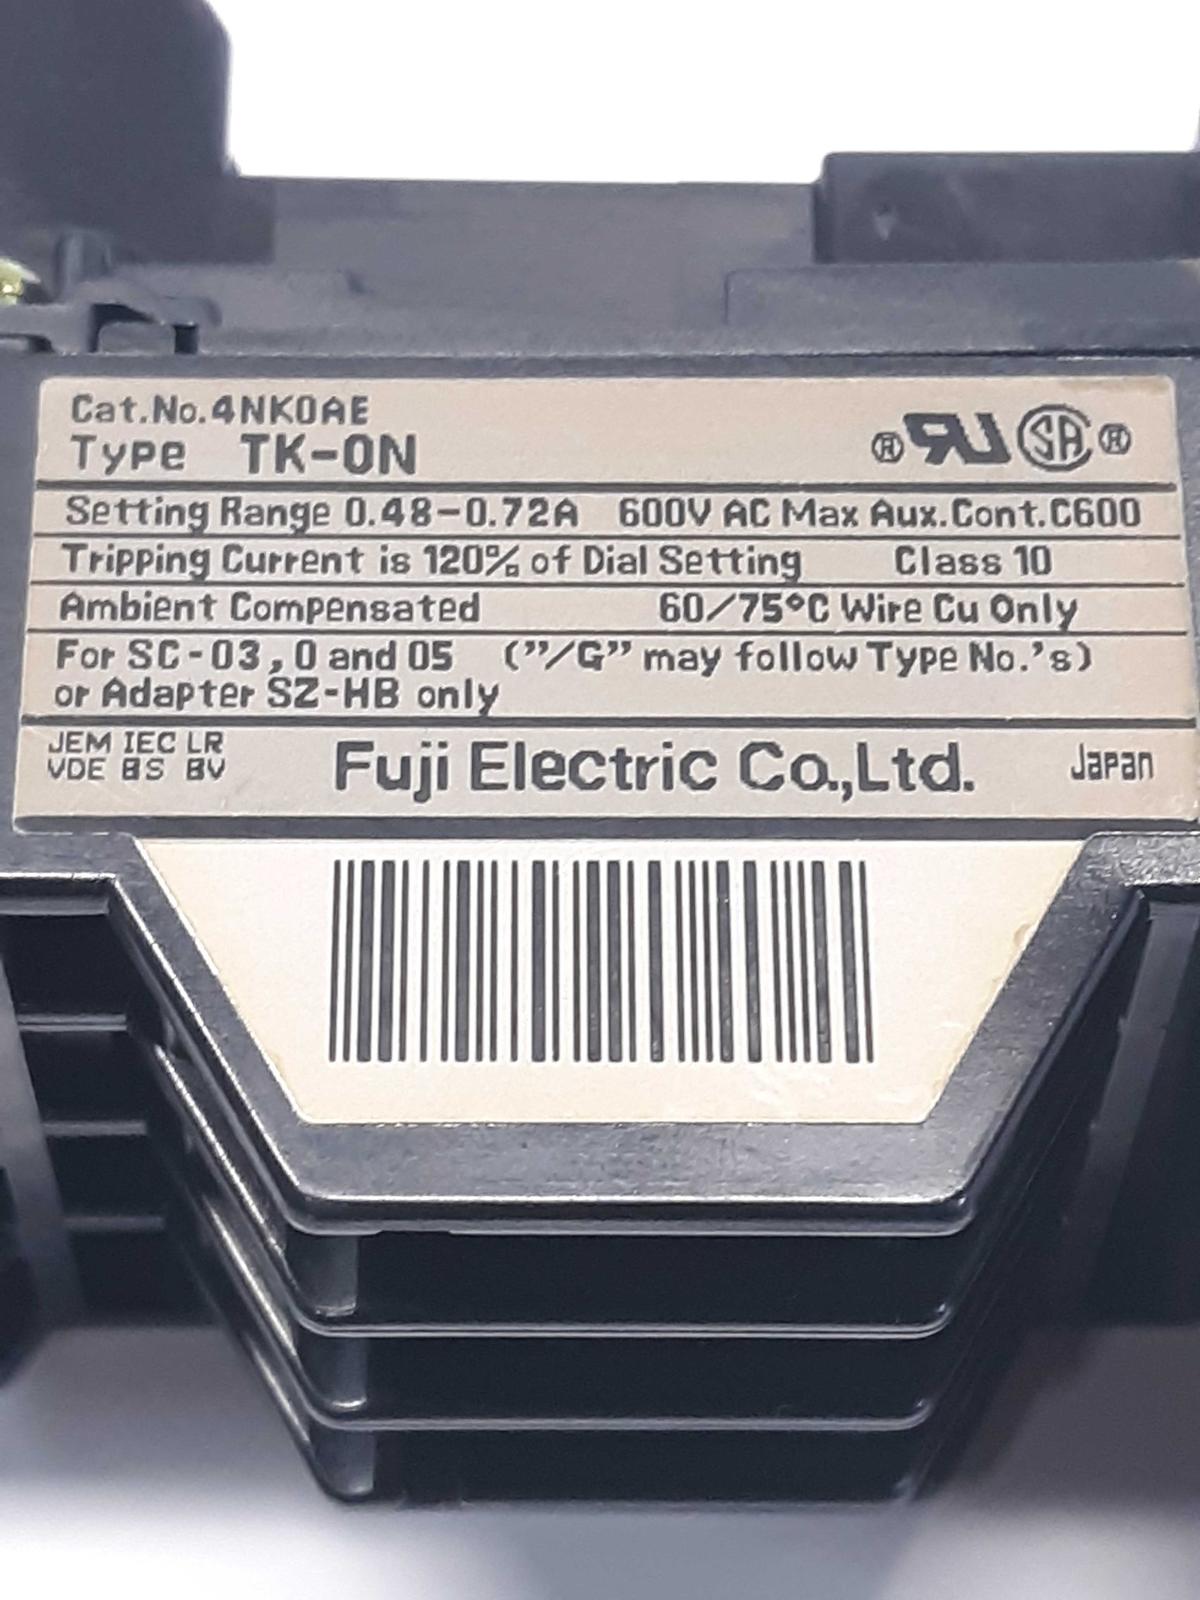 Cat.No.4NK0AE
Type TK-0N
Ⓡ RU SA Ⓡ
Setting Range 0.48-0.72A 600V AC Max Aux.Cont.C600
Tripping Current is 120% of Dial Setting Class 10
Ambient Compensated 60/75°C Wire Cu Only
For SC-03,0 and 05 ("/G" may follow Type No.'s)
or Adapter SZ-HB only
JEM IEC LR
VDE BS BV
Fuji Electric Co.,Ltd.
Japan